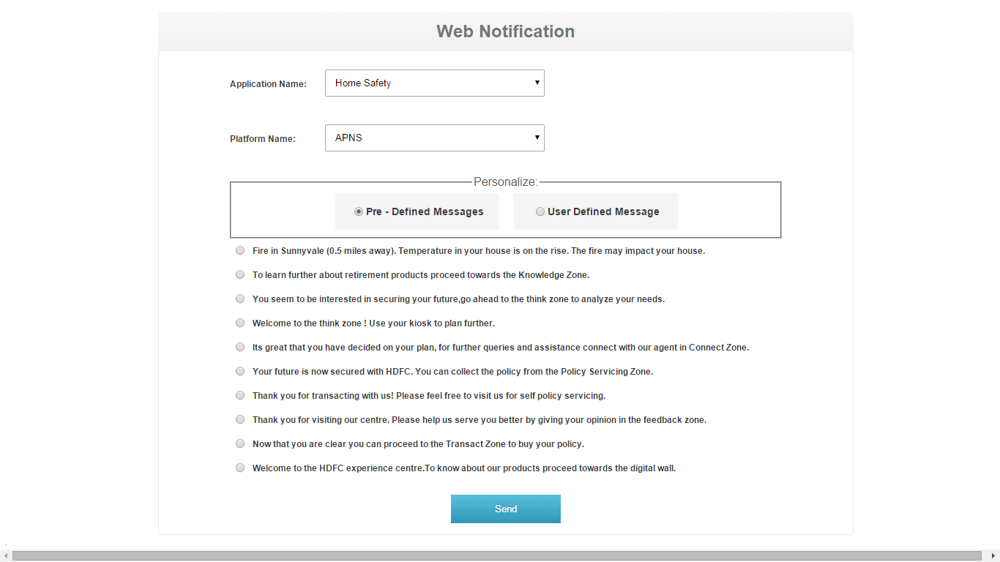 Web Notification
Application Name: Home Safety
Platform Name: APNS
Personalize:
Pre - Defined Messages User Defined Message
Fire in Sunnyvale (0.5 miles away). Temperature in your house is on the rise. The fire may impact your house.
To learn further about retirement products proceed towards the Knowledge Zone.
You seem to be interested in securing your future,go ahead to the think zone to analyze your needs.
Welcome to the think zone ! Use your kiosk to plan further.
Its great that you have decided on your plan, for further queries and assistance connect with our agent in Connect Zone.
Your future is now secured with HDFC. You can collect the policy from the Policy Servicing Zone.
Thank you for transacting with us! Please feel free to visit us for self policy servicing.
Thank you for visiting our centre. Please help us serve you better by giving your opinion in the feedback zone.
Now that you are clear you can proceed to the Transact Zone to buy your policy.
Welcome to the HDFC experience centre.To know about our products proceed towards the digital wall.
Send
.